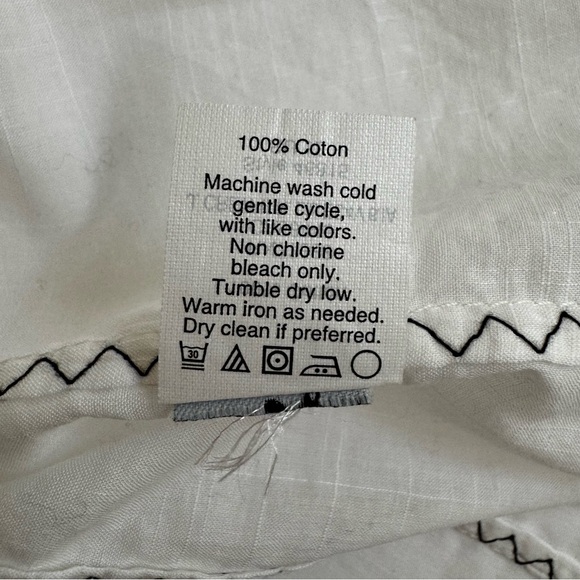 100% Coton
Machine wash cold
gentle cycle,
with like colors.
Non chlorine
bleach only.
Tumble dry low.
Warm iron as needed.
Dry clean if preferred.
30